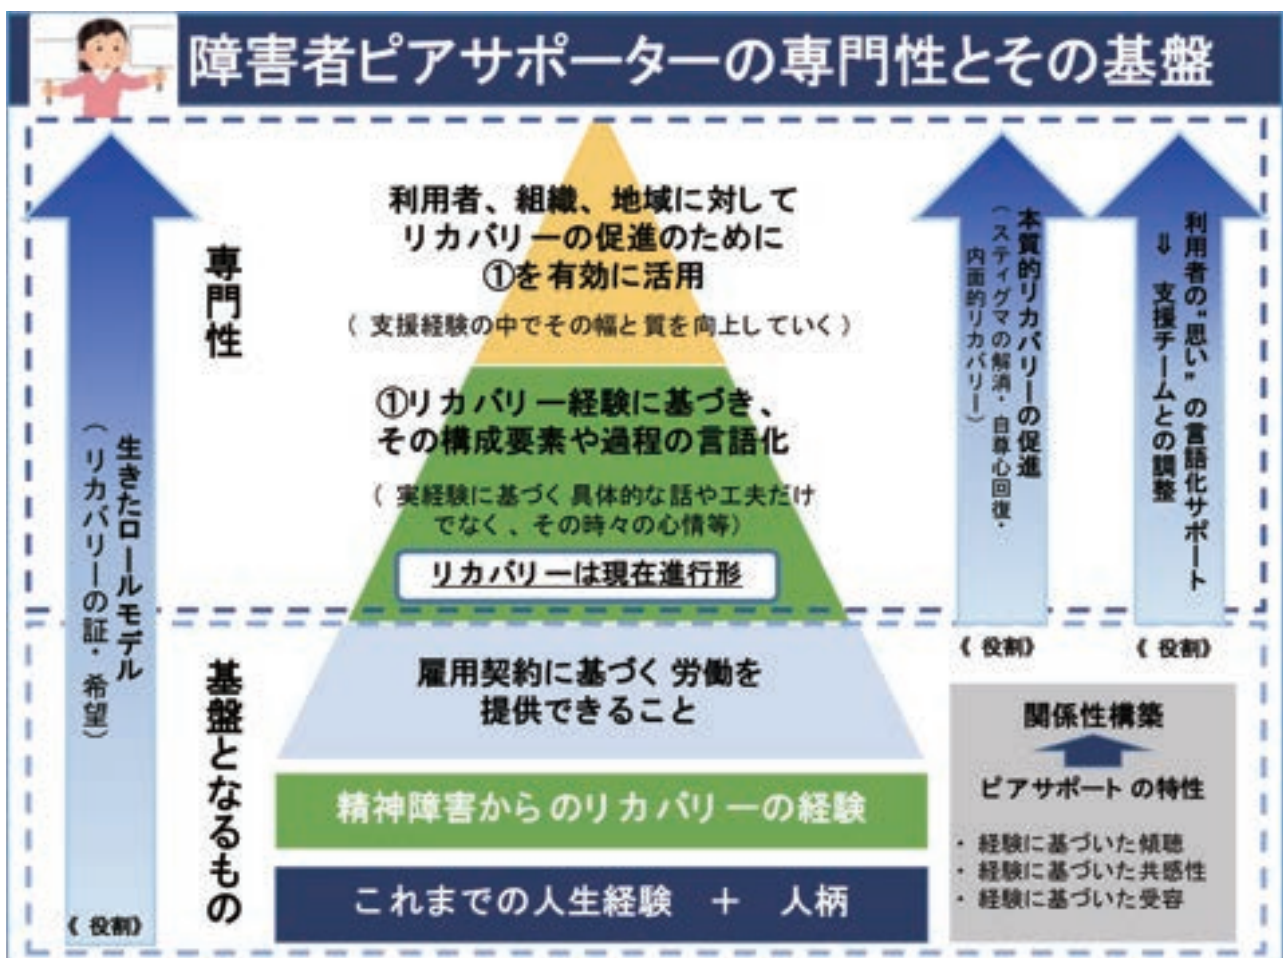 障害者ピアサポーターの専門性とその基盤
専門性
利用者、組織、地域に対して
リカバリーの促進のために
①を有効に活用
(支援経験の中でその幅と質を向上していく)
①リカバリー経験に基づき、
その構成要素や過程の言語化
(実経験に基づく具体的な話や工夫だけ
でなく、その時々の心情等)
リカバリーは現在進行形
基盤となるもの
雇用契約に基づく労働を
提供できること
精神障害からのリカバリーの経験
これまでの人生経験 + 人柄
生きたロールモデル
(リカバリーの証・希望)
《役割》
本質的リカバリーの促進
(スティグマの解消・自尊心回復・
内面的リカバリー)
《役割》
利用者の“思い”の言語化サポート
⇒ 支援チームとの調整
《役割》
関係性構築
ピアサポートの特性
・経験に基づいた傾聴
・経験に基づいた共感性
・経験に基づいた受容